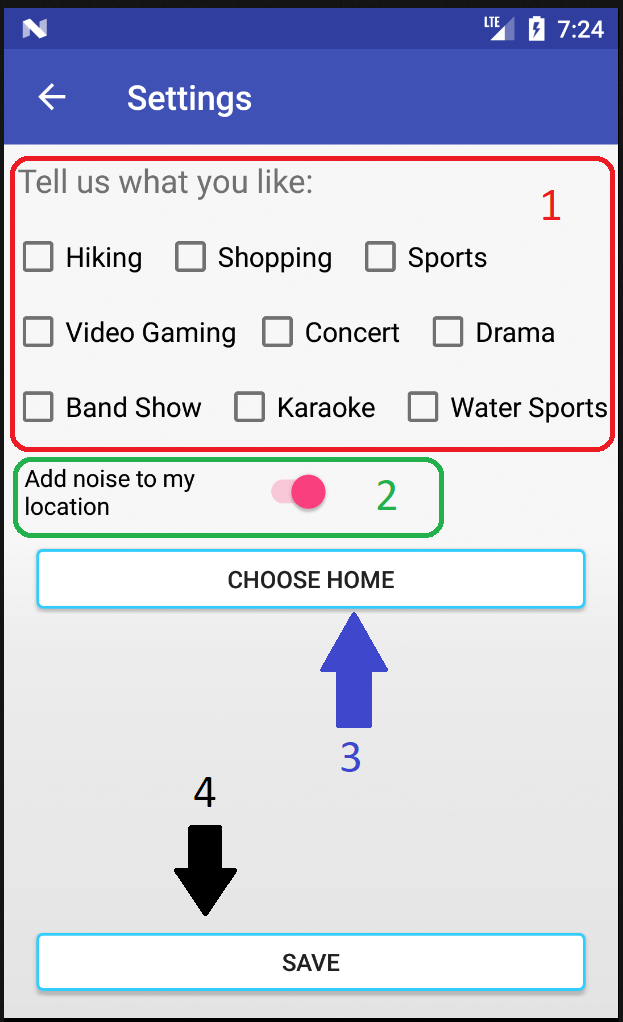 LTE 7:24
Settings
Tell us what you like:
1
Hiking Shopping Sports
Video Gaming Concert Drama
Band Show Karaoke Water Sports
Add noise to my
location
2
CHOOSE HOME
3
4
SAVE